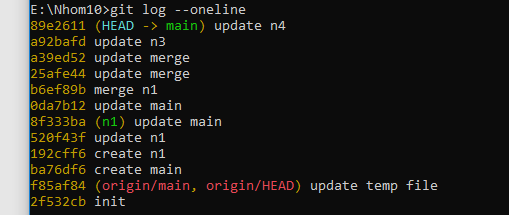 E:\Nhom10>git log --oneline
89e2611 (HEAD -> main) update n4
a92bafd update n3
a39ed52 update merge
25afe44 update merge
b6ef89b merge n1
0da7b12 update main
8f333ba (n1) update main
520f43f update n1
192cff6 create n1
ba76df6 create main
f85af84 (origin/main, origin/HEAD) update temp file
2f532cb init